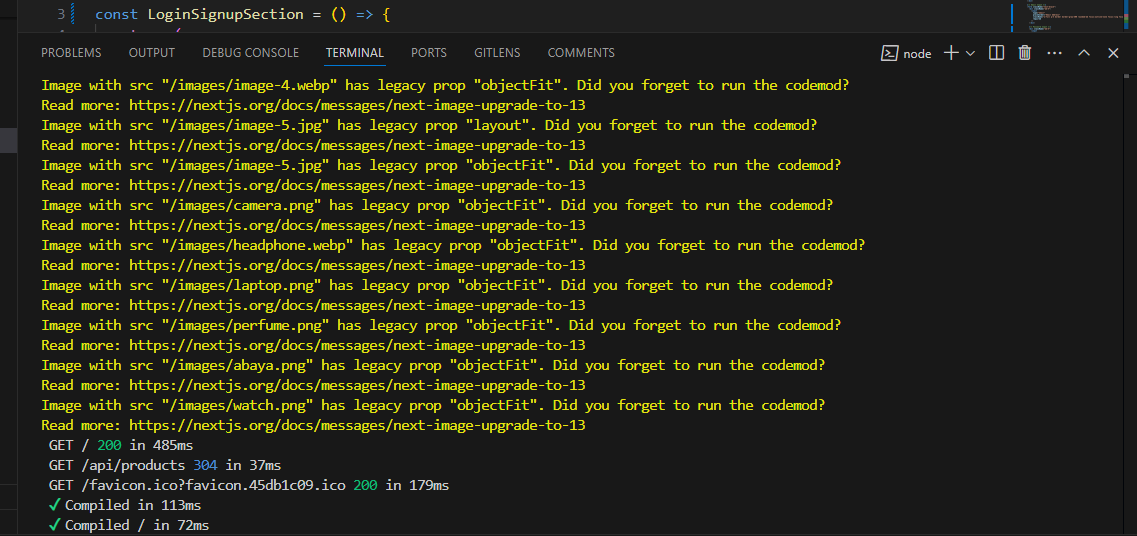 3 const LoginSignupSection = () => {
PROBLEMS OUTPUT DEBUG CONSOLE TERMINAL PORTS GITLENS COMMENTS node
Image with src "/images/image-4.webp" has legacy prop "objectFit". Did you forget to run the codemod?
Read more: https://nextjs.org/docs/messages/next-image-upgrade-to-13
Image with src "/images/image-5.jpg" has legacy prop "layout". Did you forget to run the codemod?
Read more: https://nextjs.org/docs/messages/next-image-upgrade-to-13
Image with src "/images/image-5.jpg" has legacy prop "objectFit". Did you forget to run the codemod?
Read more: https://nextjs.org/docs/messages/next-image-upgrade-to-13
Image with src "/images/camera.png" has legacy prop "objectFit". Did you forget to run the codemod?
Read more: https://nextjs.org/docs/messages/next-image-upgrade-to-13
Image with src "/images/headphone.webp" has legacy prop "objectFit". Did you forget to run the codemod?
Read more: https://nextjs.org/docs/messages/next-image-upgrade-to-13
Image with src "/images/laptop.png" has legacy prop "objectFit". Did you forget to run the codemod?
Read more: https://nextjs.org/docs/messages/next-image-upgrade-to-13
Image with src "/images/perfume.png" has legacy prop "objectFit". Did you forget to run the codemod?
Read more: https://nextjs.org/docs/messages/next-image-upgrade-to-13
Image with src "/images/abaya.png" has legacy prop "objectFit". Did you forget to run the codemod?
Read more: https://nextjs.org/docs/messages/next-image-upgrade-to-13
Image with src "/images/watch.png" has legacy prop "objectFit". Did you forget to run the codemod?
Read more: https://nextjs.org/docs/messages/next-image-upgrade-to-13
GET / 200 in 485ms
GET /api/products 304 in 37ms
GET /favicon.ico?favicon.45db1c09.ico 200 in 179ms
✓ Compiled in 113ms
✓ Compiled / in 72ms